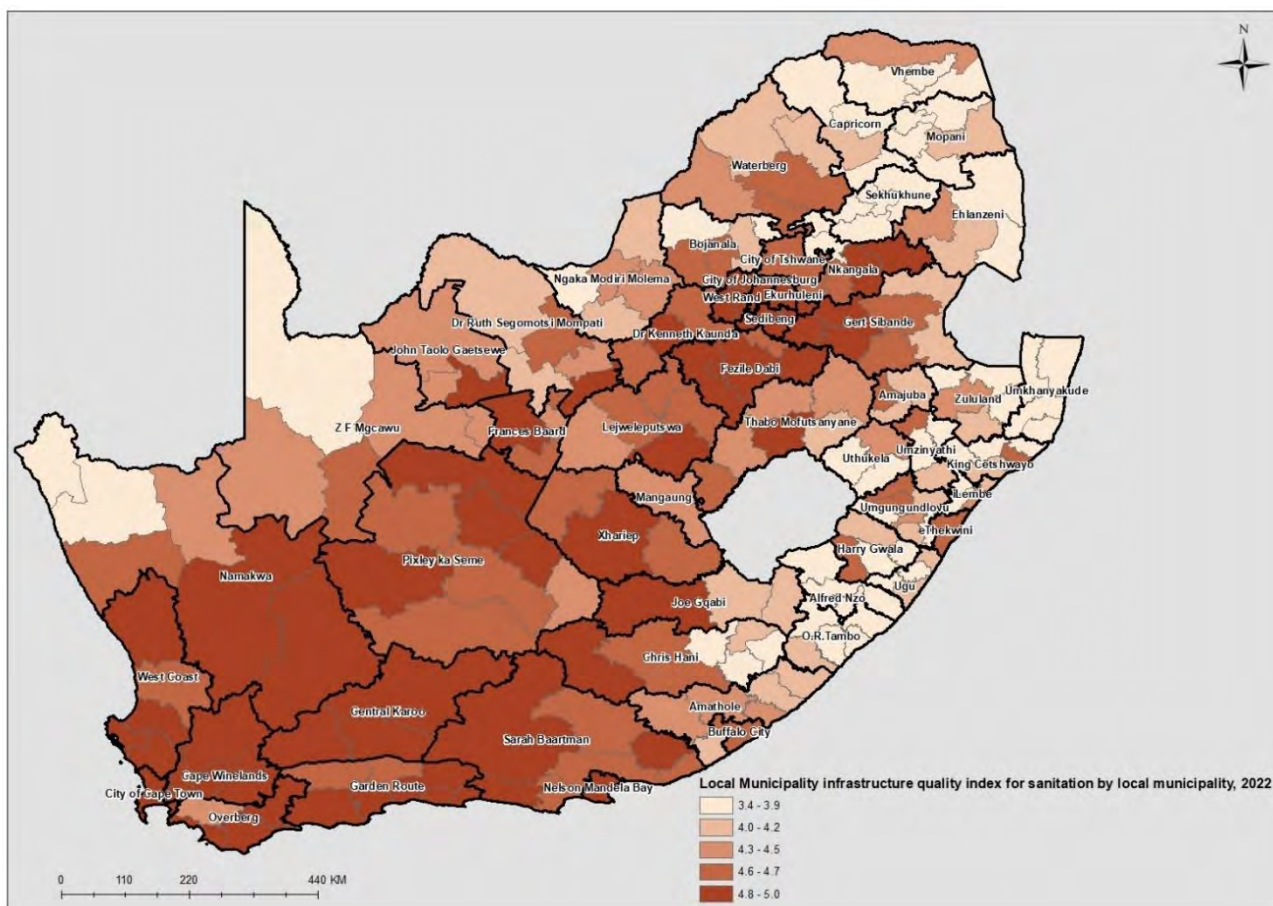 N
Vhembe
Capricorn
Mopani
Waterberg
Sekhukhune
Ehlanzeni
Bojanala
City of Tshwane
Nkangala
Ngaka Modiri Molema
City of Johannesburg
West Rand
Ekurhuleni
Sedibeng
Gert Sibande
Dr Ruth Segomotsi Mompati
Dr Kenneth Kaunda
John Taolo Gaetsewe
Fezile Dabi
Amajuba
Zululand
Umkhanyakude
Z F Mgcawu
Frances Baard
Lejweleputswa
Thabo Mofutsanyane
Uthukela
Umzinyathi
King Cetshwayo
Mangaung
iLembe
Umgungundlovu
eThekwini
Xhariep
Harry Gwala
Pixley ka Seme
Namakwa
Ugu
Joe Gqabi
Alfred Nzo
O.R.Tambo
Chris Hani
West Coast
Central Karoo
Amathole
Sarah Baartman
Buffalo City
Cape Winelands
Garden Route
Nelson Mandela Bay
City of Cape Town
Overberg
Local Municipality infrastructure quality index for sanitation by local municipality, 2022
3.4 - 3.9
4.0 - 4.2
4.3 - 4.5
4.6 - 4.7
4.8 - 5.0
0 110 220 440 KM